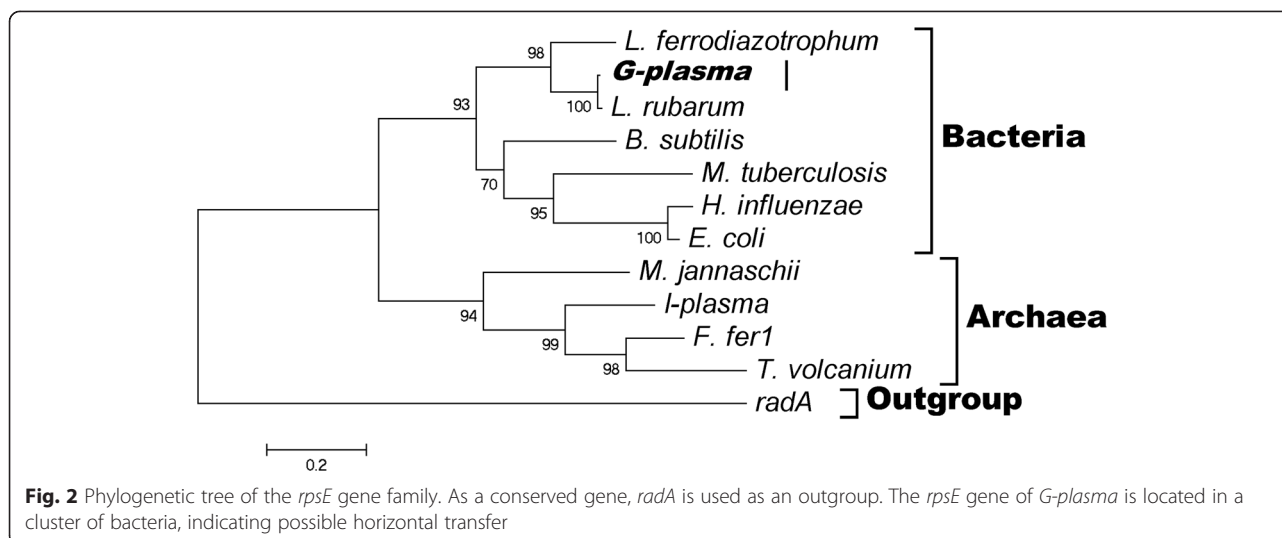 L. ferrodiazotrophum
98
G-plasma
100
L. rubarum
93
B. subtilis
Bacteria
70
M. tuberculosis
95
H. influenzae
100
E. coli
M. jannaschii
94
I-plasma
Archaea
99
F. fer1
98
T. volcanium
radA
Outgroup
0.2
Fig. 2 Phylogenetic tree of the rpsE gene family. As a conserved gene, radA is used as an outgroup. The rpsE gene of G-plasma is located in a
cluster of bacteria, indicating possible horizontal transfer